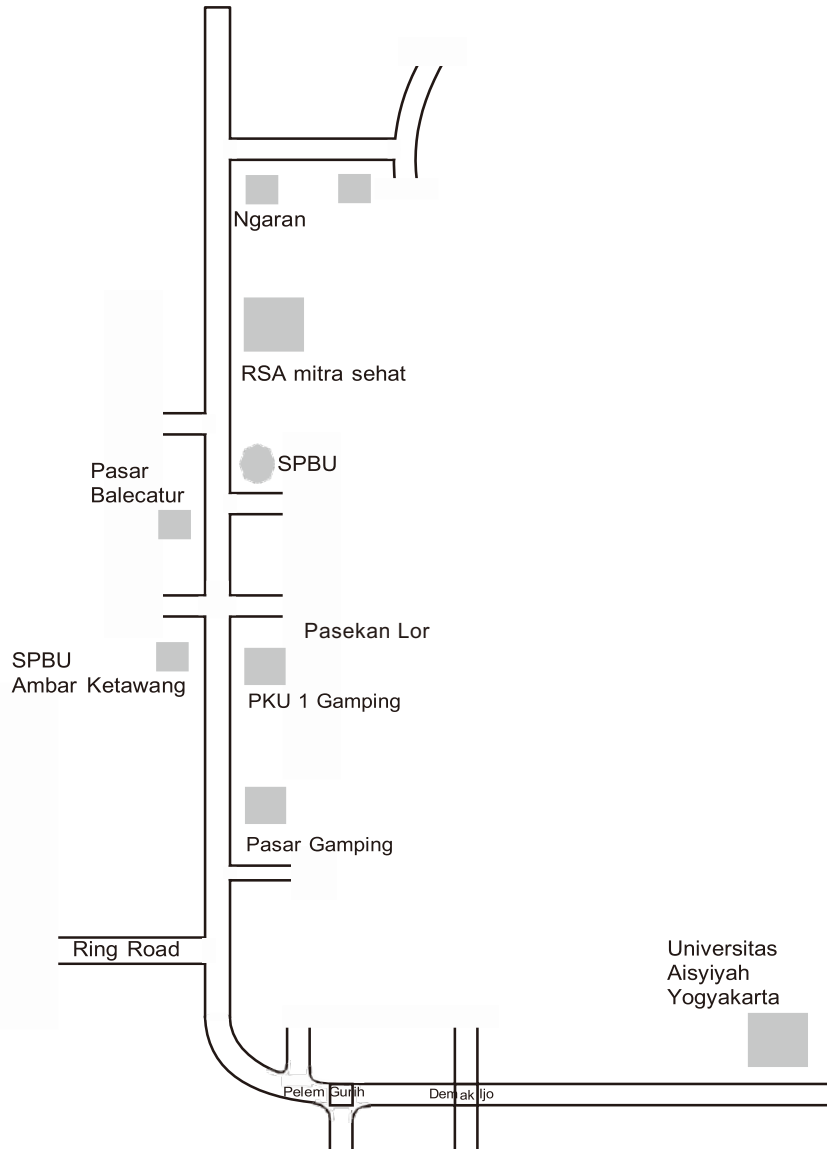 Ngaran
RSA mitra sehat
SPBU
Pasar
Balecatur
Pasekan Lor
SPBU
Ambar Ketawang
PKU 1 Gamping
Pasar Gamping
Ring Road
Universitas
Aisyiyah
Yogyakarta
Pelem Gurih
Demak Ijo